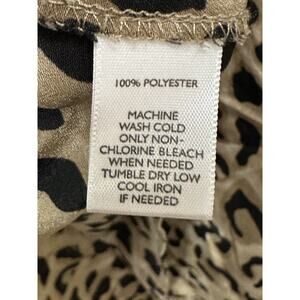 100% POLYESTER
MACHINE
WASH COLD
ONLY NON-
CHLORINE BLEACH
WHEN NEEDED
TUMBLE DRY LOW
COOL IRON
IF NEEDED